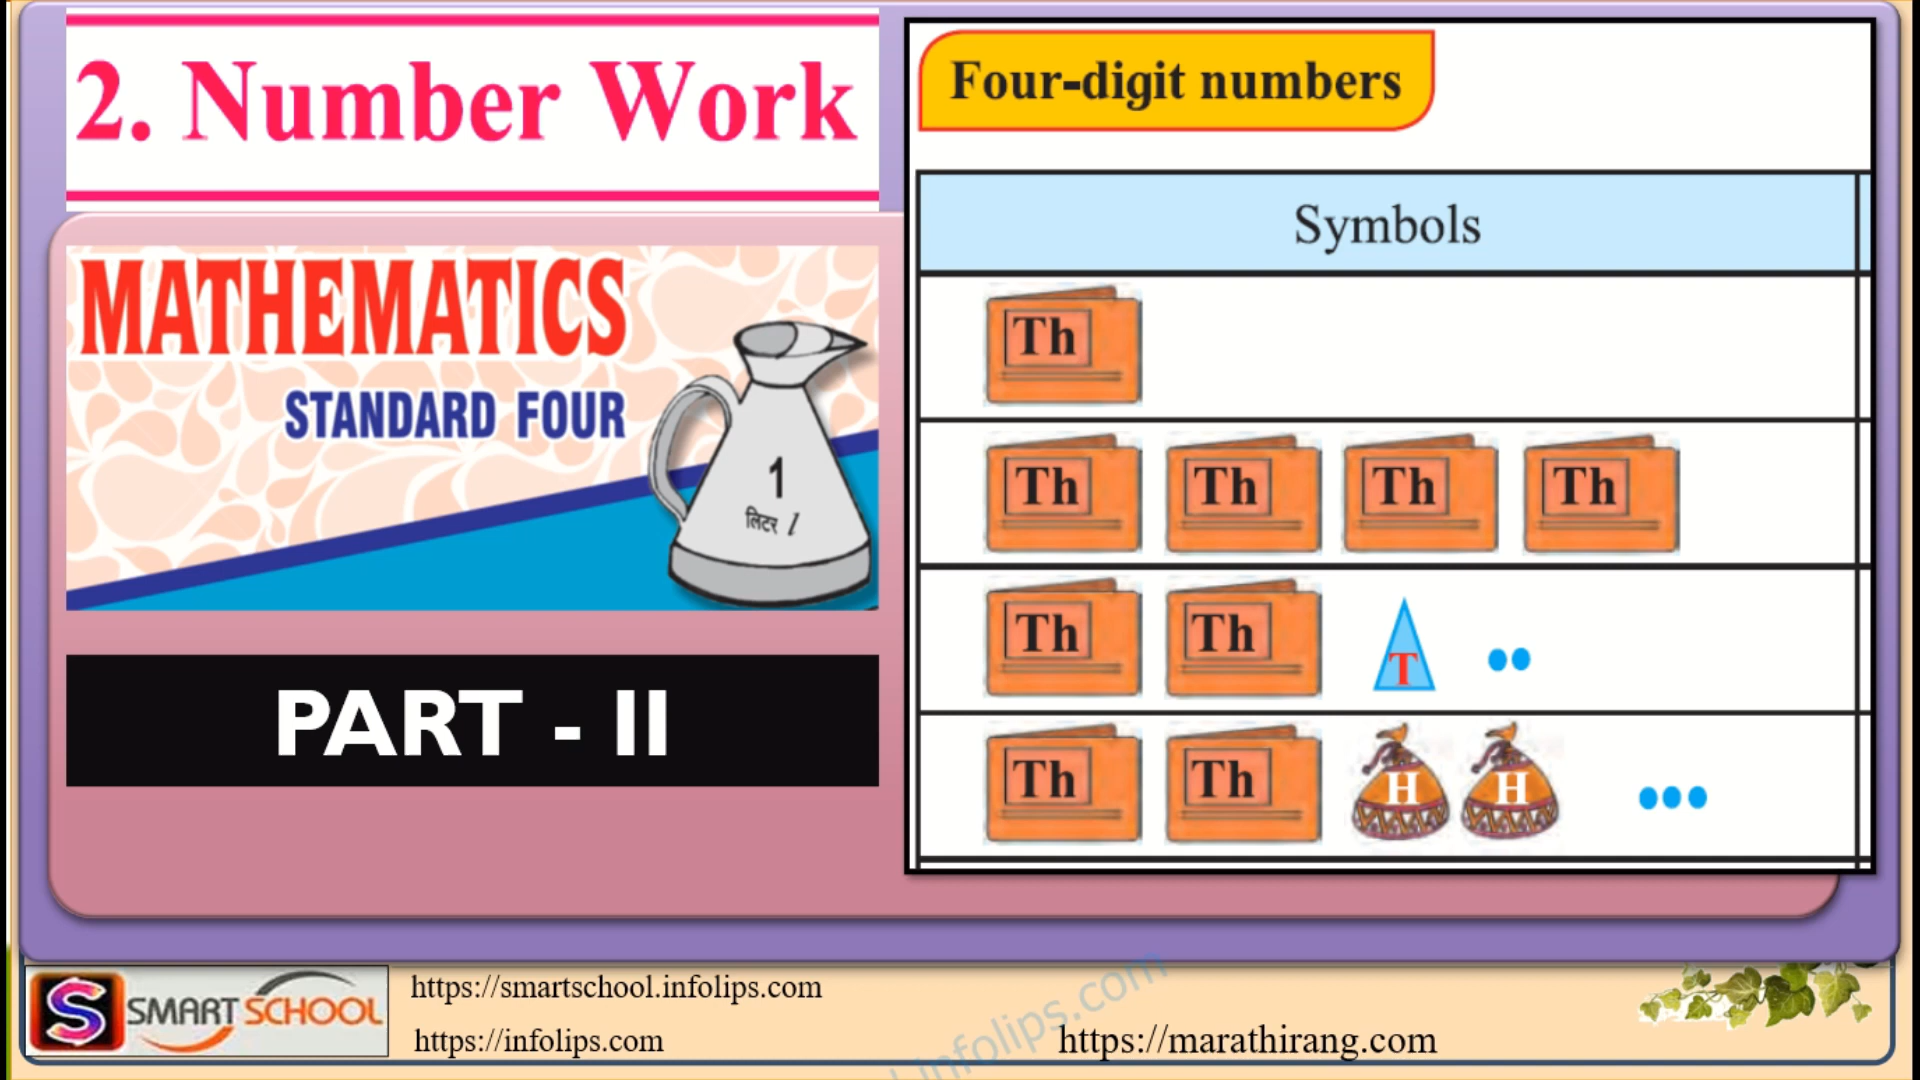 2. Number Work
MATHEMATICS
STANDARD FOUR
1
लिटर l
PART - II
Four-digit numbers
Symbols
Th
Th Th Th Th
Th Th T
Th Th H H
S SMART SCHOOL
https://smartschool.infolips.com
https://infolips.com
infolips.com
https://marathirang.com